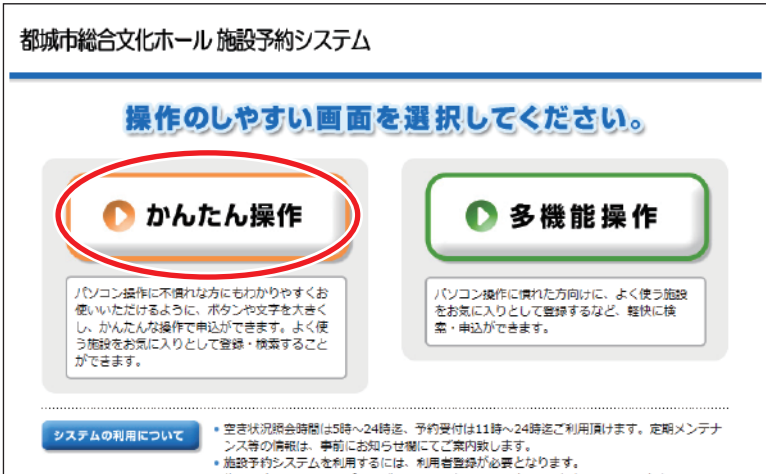 都城市総合文化ホール 施設予約システム
操作のしやすい画面を選択してください。
かんたん操作
パソコン操作に不慣れな方にもわかりやすくお
使いいただけるように、ボタンや文字を大きく
し、かんたんな操作で申込ができます。よく使
う施設をお気に入りとして登録・検索すること
ができます。
多機能操作
パソコン操作に慣れた方向けに、よく使う施設
をお気に入りとして登録するなど、軽快に検
索・申込ができます。
システムの利用について
•空き状況照会時間は5時～24時迄、予約受付は11時～24時迄ご利用頂けます。定期メンテナ
ンス等の情報は、事前にお知らせ欄にてご案内致します。
•施設予約システムを利用するには、利用者登録が必要となります。